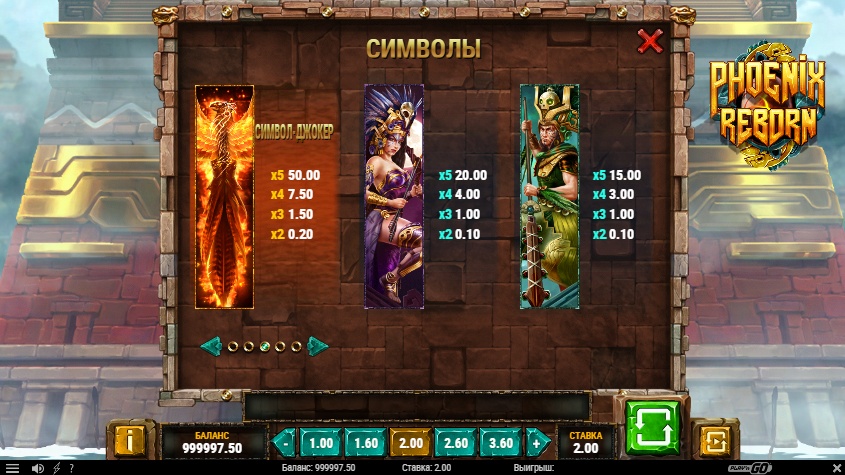 СИМВОЛЫ
PHOENIX
REBORN
СИМВОЛ-ДЖОКЕР
x5 50.00
x4 7.50
x3 1.50
x2 0.20
x5 20.00
x4 4.00
x3 1.00
x2 0.10
x5 15.00
x4 3.00
x3 1.00
x2 0.10
i
БАЛАНС
999997.50
- 1.00 1.60 2.00 2.60 3.60 +
СТАВКА
2.00
? Баланс: 999997.50 Ставка: 2.00 Выигрыш: PLAY'N GO